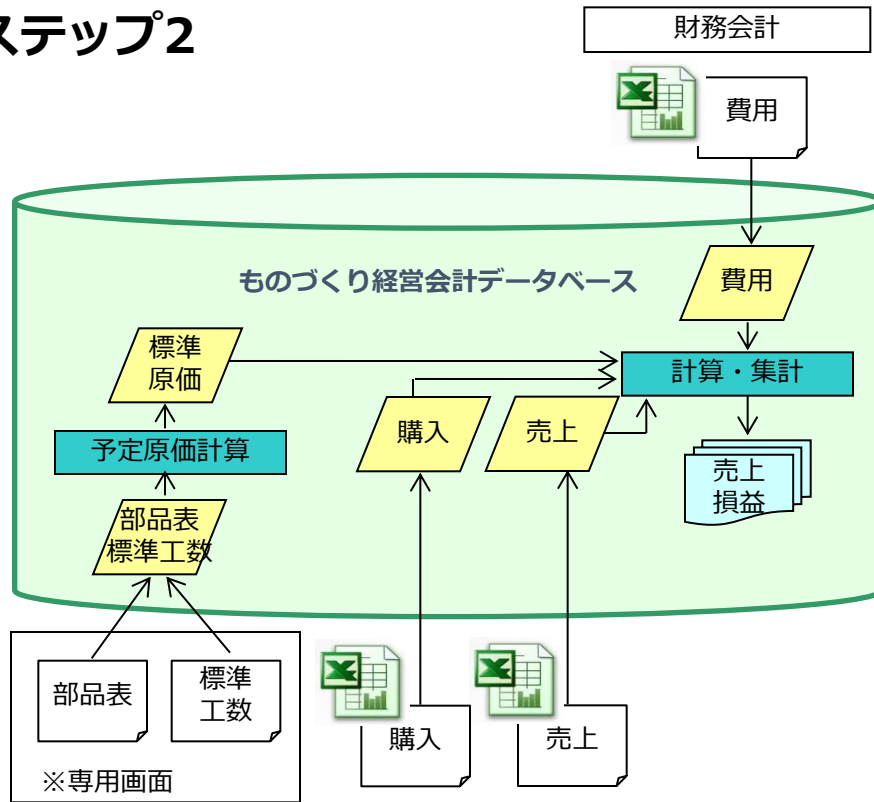 ステップ2
財務会計
費用
ものづくり経営会計データベース
費用
標準
原価
計算・集計
購入
売上
予定原価計算
売上
損益
部品表
標準工数
部品表
標準
工数
購入
売上
※専用画面